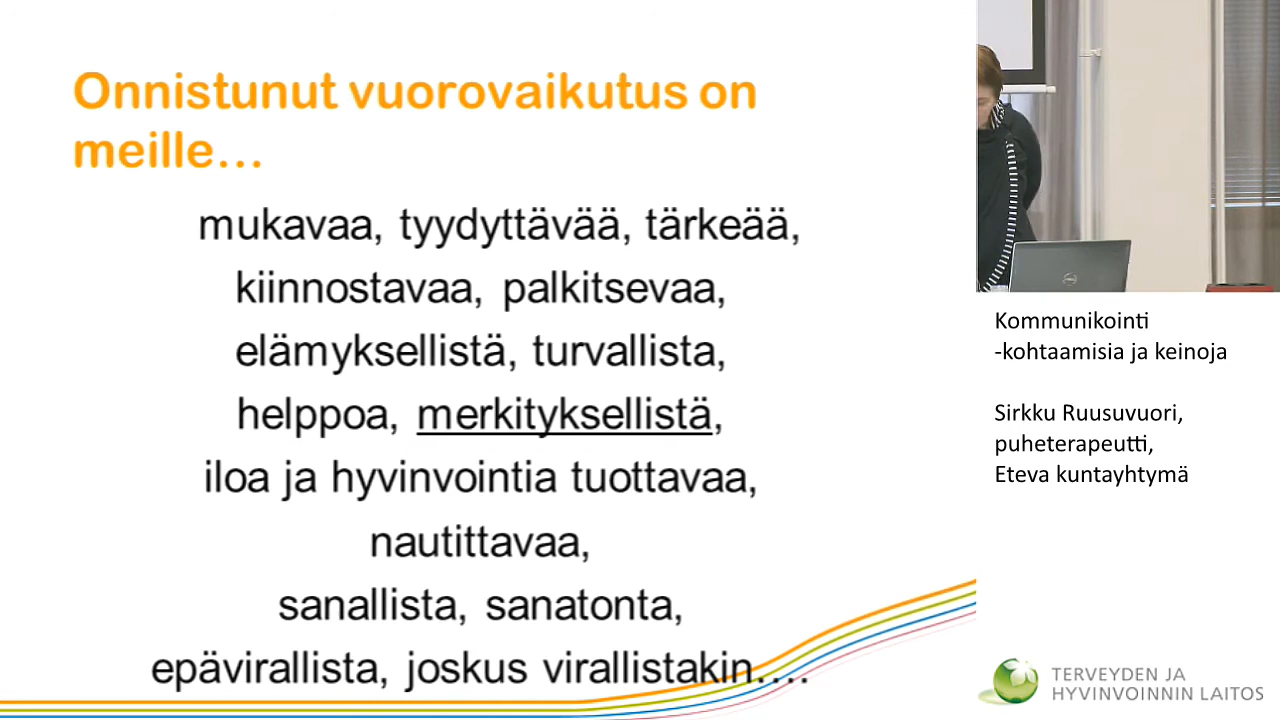 Onnistunut vuorovaikutus on
meille...
mukavaa, tyydyttävää, tärkeää,
kiinnostavaa, palkitsevaa,
elämyksellistä, turvallista,
helppoa, merkityksellistä,
iloa ja hyvinvointia tuottavaa,
nautittavaa,
sanallista, sanatonta,
epävirallista, joskus virallistakin....
Kommunikointi
-kohtaamisia ja keinoja
Sirkku Ruusuvuori,
puheterapeutti,
Eteva kuntayhtymä
TERVEYDEN JA
HYVINVOINNIN LAITOS